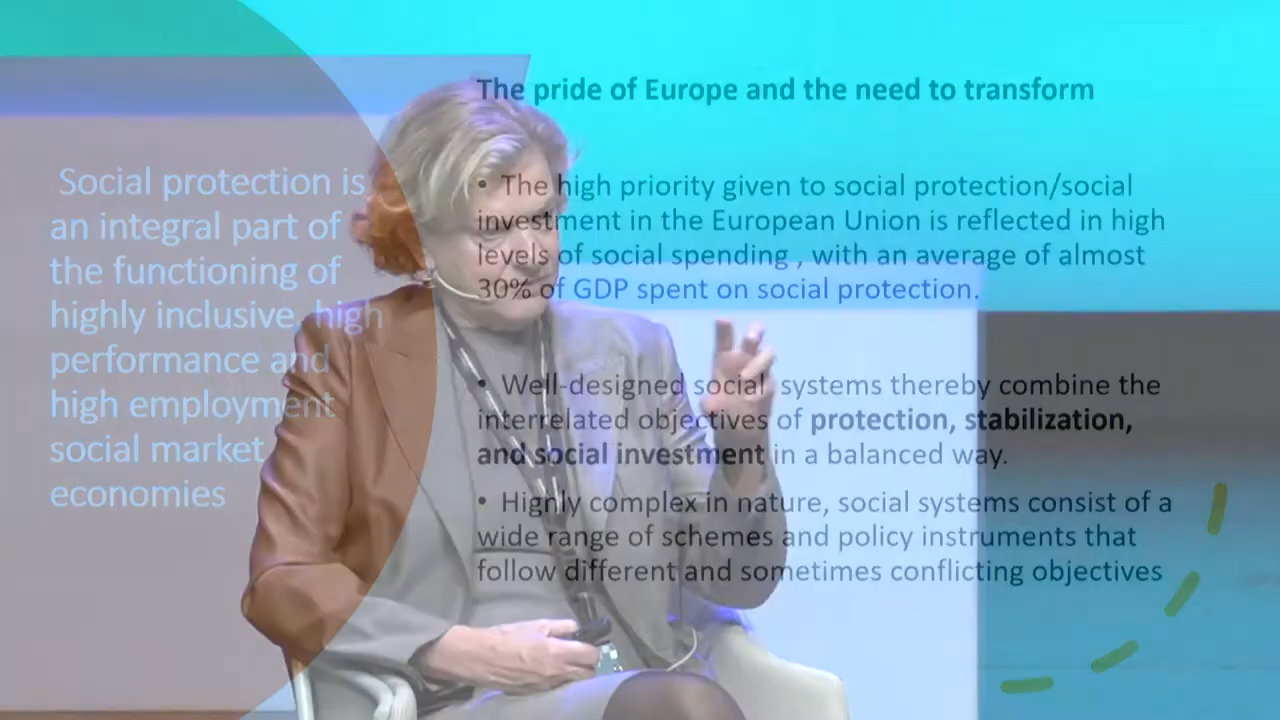 Social protection is
an integral part of
the functioning of
highly inclusive, high
performance and
high employment
social market
economies
The pride of Europe and the need to transform
• The high priority given to social protection/social
investment in the European Union is reflected in high
levels of social spending , with an average of almost
30% of GDP spent on social protection.
• Well-designed social systems thereby combine the
interrelated objectives of protection, stabilization,
and social investment in a balanced way.
• Highly complex in nature, social systems consist of a
wide range of schemes and policy instruments that
follow different and sometimes conflicting objectives